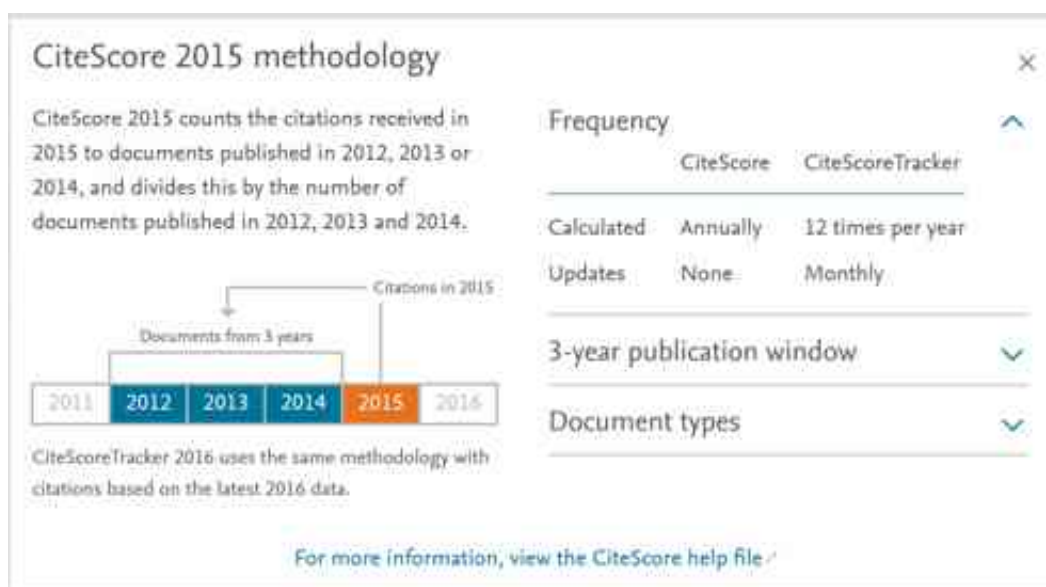 CiteScore 2015 methodology
CiteScore 2015 counts the citations received in
2015 to documents published in 2012, 2013 or
2014, and divides this by the number of
documents published in 2012, 2013 and 2014.
Citations in 2015
Documents from 3 years
2011 2012 2013 2014 2015 2016
CiteScoreTracker 2016 uses the same methodology with
citations based on the latest 2016 data.
Frequency
CiteScore CiteScoreTracker
Calculated Annually 12 times per year
Updates None Monthly
3-year publication window
Document types
For more information, view the CiteScore help file